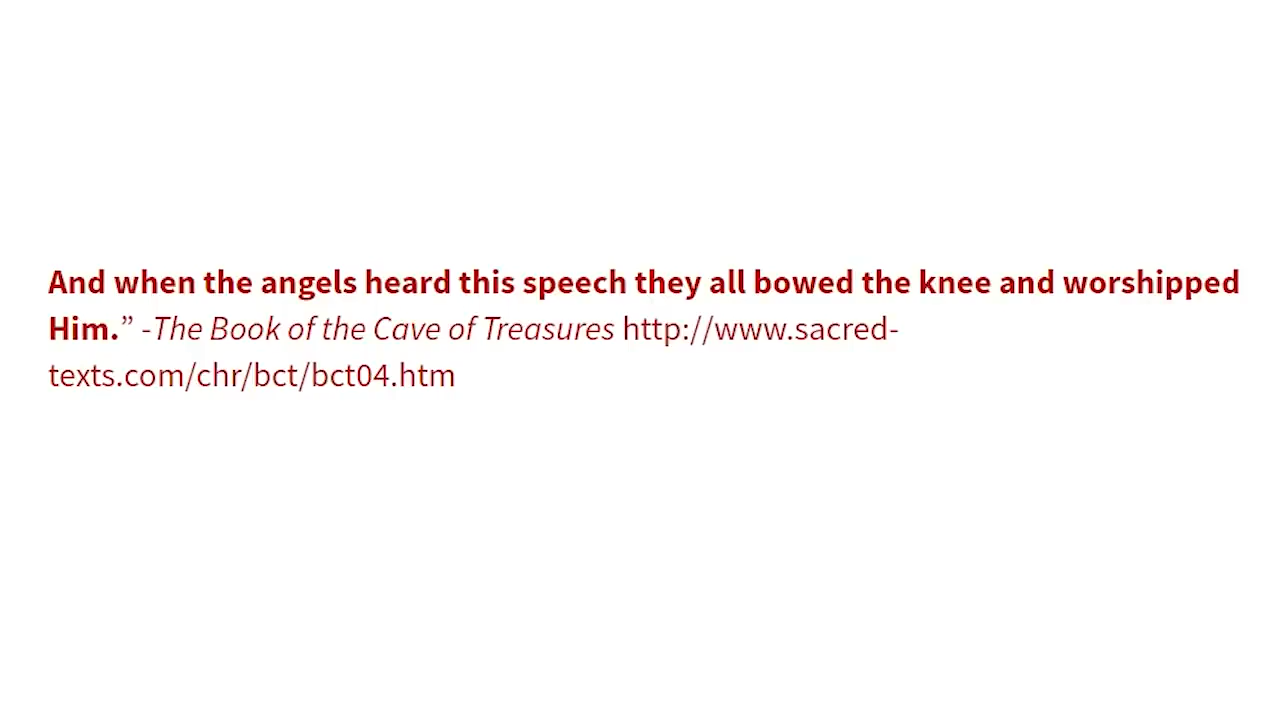 And when the angels heard this speech they all bowed the knee and worshipped
Him.” -The Book of the Cave of Treasures http://www.sacred-
texts.com/chr/bct/bct04.htm